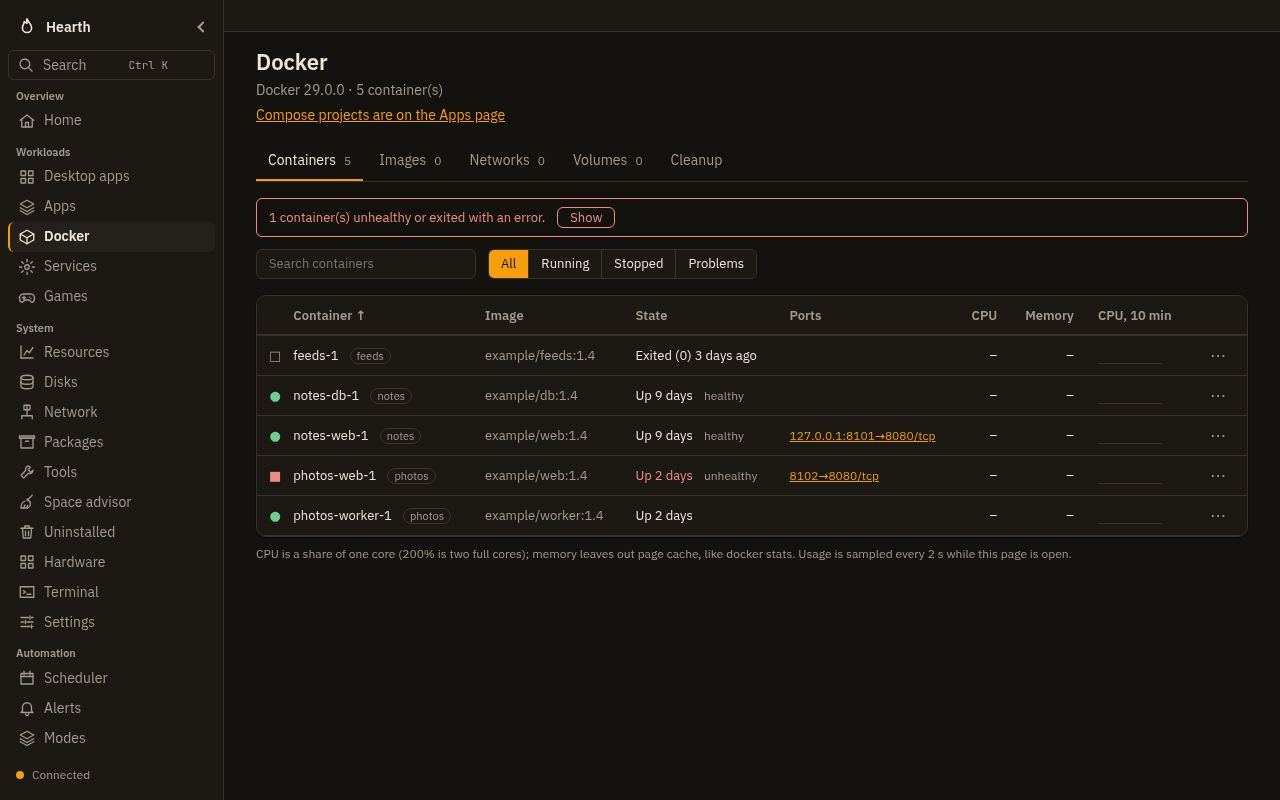 Hearth
Search Ctrl K
Overview
Home
Workloads
Desktop apps
Apps
Docker
Services
Games
System
Resources
Disks
Network
Packages
Tools
Space advisor
Uninstalled
Hardware
Terminal
Settings
Automation
Scheduler
Alerts
Modes
Connected
Docker
Docker 29.0.0 · 5 container(s)
Compose projects are on the Apps page
Containers 5 Images 0 Networks 0 Volumes 0 Cleanup
1 container(s) unhealthy or exited with an error. Show
Search containers All Running Stopped Problems
Container ↑ Image State Ports CPU Memory CPU, 10 min
feeds-1 feeds example/feeds:1.4 Exited (0) 3 days ago – – ···
notes-db-1 notes example/db:1.4 Up 9 days healthy – – ···
notes-web-1 notes example/web:1.4 Up 9 days healthy 127.0.0.1:8101→8080/tcp – – ···
photos-web-1 photos example/web:1.4 Up 2 days unhealthy 8102→8080/tcp – – ···
photos-worker-1 photos example/worker:1.4 Up 2 days – – ···
CPU is a share of one core (200% is two full cores); memory leaves out page cache, like docker stats. Usage is sampled every 2 s while this page is open.